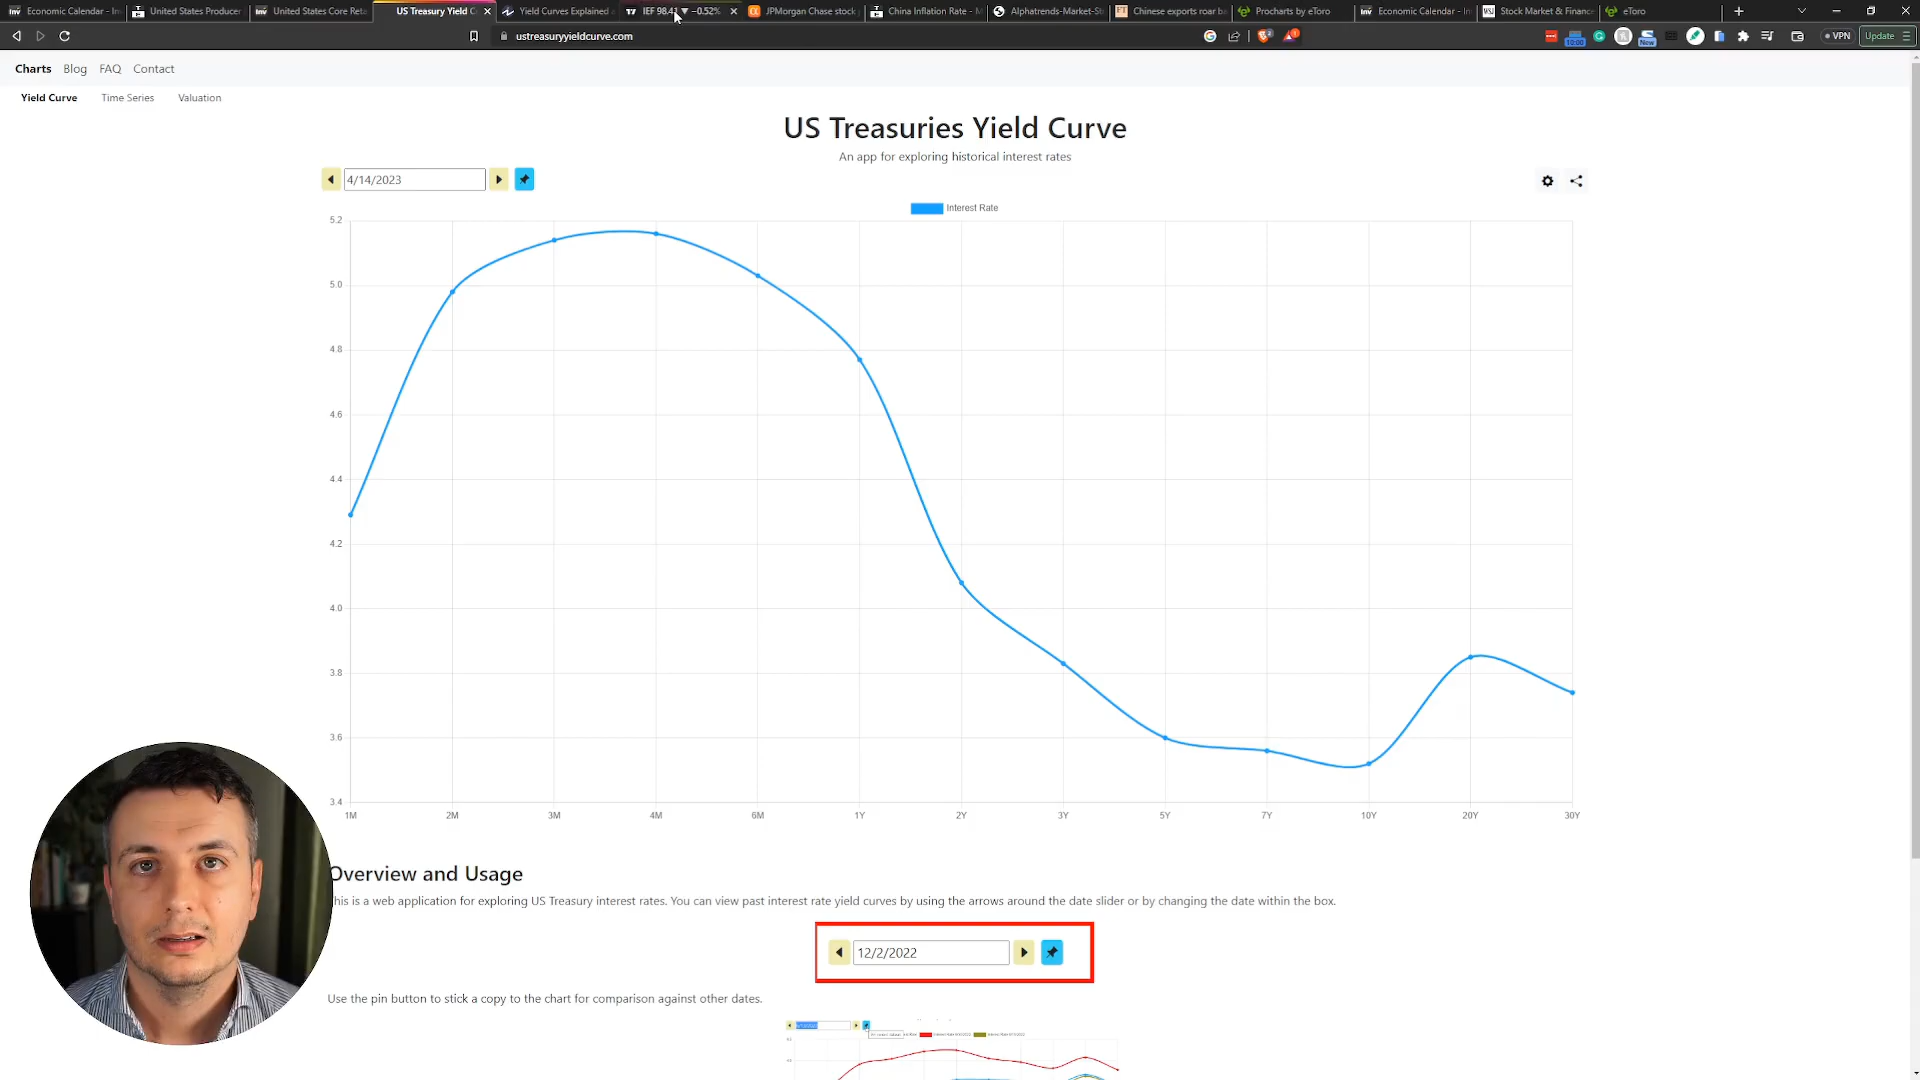 Economic Calendar - In
United States Producer
United States Core Reta
US Treasury Yield C
Yield Curves Explained
IEF 98.4 ▼ −0.52%
JPMorgan Chase stock
China Inflation Rate - M
Alphatrends-Market-St
Chinese exports roar ba
Procharts by eToro
Economic Calendar - In
Stock Market & Finance
eToro
ustreasuryyieldcurve.com
10:00
New
VPN
Update
Charts Blog FAQ Contact
Yield Curve Time Series Valuation
US Treasuries Yield Curve
An app for exploring historical interest rates
4/14/2023
Interest Rate
5.2
5.0
4.8
4.6
4.4
4.2
4.0
3.8
3.6
3.4
1M 2M 3M 4M 6M 1Y 2Y 3Y 5Y 7Y 10Y 20Y 30Y
Overview and Usage
his is a web application for exploring US Treasury interest rates. You can view past interest rate yield curves by using the arrows around the date slider or by changing the date within the box.
12/2/2022
Use the pin button to stick a copy to the chart for comparison against other dates.